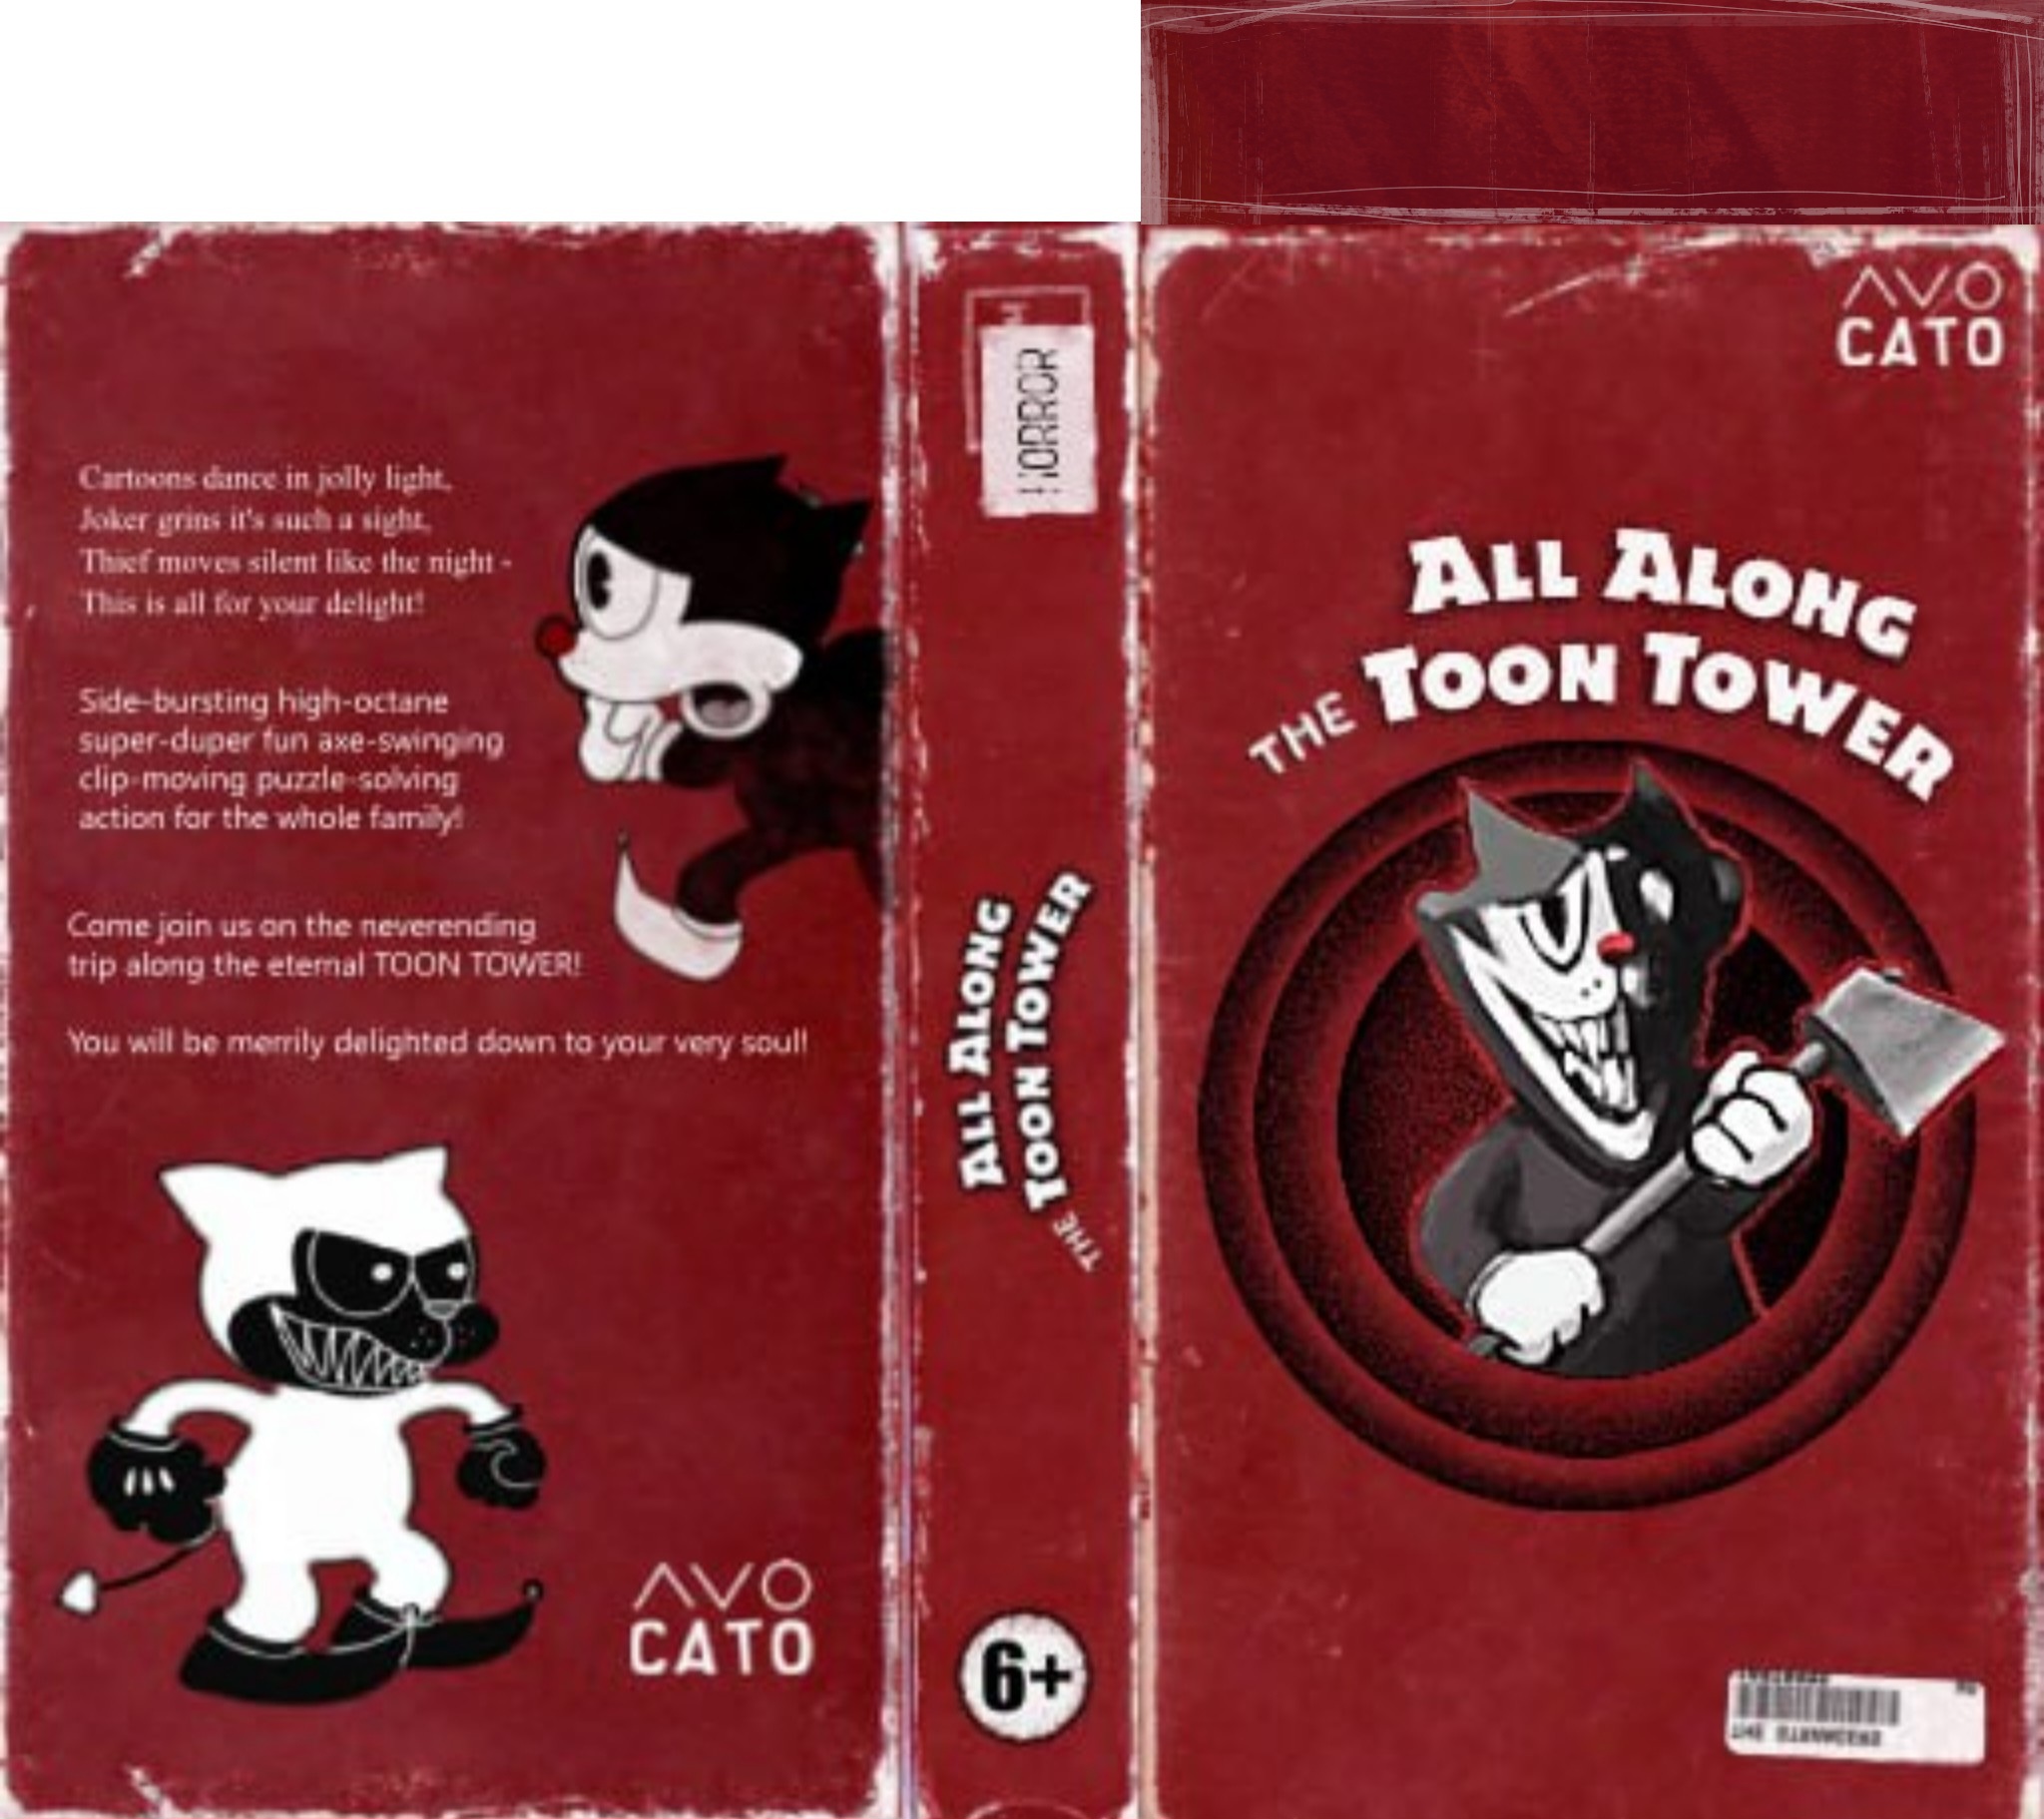 Cartoons dance in jolly light,
Joker grins it's such a sight,
Thief moves silent like the night -
This is all for your delight!
Side-bursting high-octane
super-duper fun axe-swinging
clip-moving puzzle-solving
action for the whole family!
Come join us on the neverending
trip along the eternal TOON TOWER!
You will be merrily delighted down to your very soul!
AVO
CATO
HORROR
ALL ALONG
THE TOON TOWER
6+
AVO
CATO
ALL ALONG
THE TOON TOWER